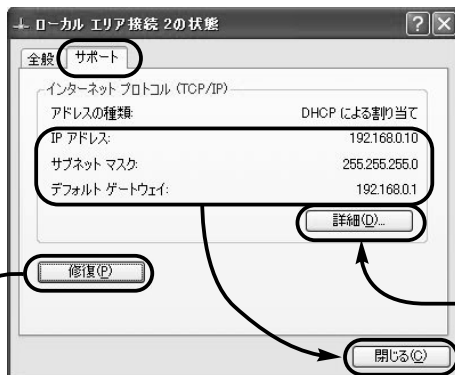 ローカル エリア接続 2の状態
全般 サポート
インターネット プロトコル (TCP/IP)
アドレスの種類: DHCP による割り当て
IP アドレス: 192.168.0.10
サブネット マスク: 255.255.255.0
デフォルト ゲートウェイ: 192.168.0.1
詳細(D)...
修復(P)
閉じる(C)